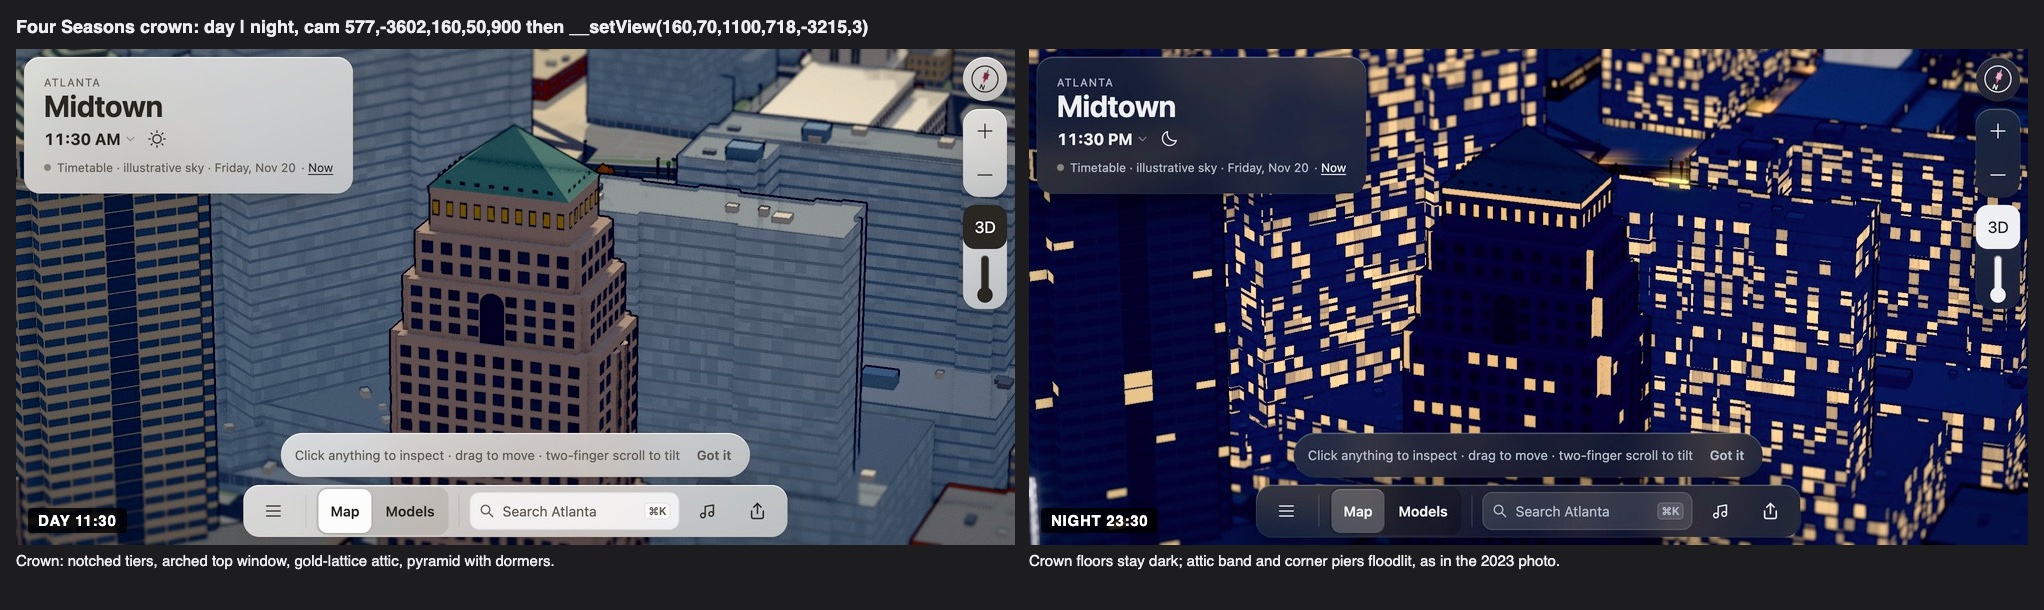 Four Seasons crown: day | night, cam 577,-3602,160,50,900 then __setView(160,70,1100,718,-3215,3)
ATLANTA
Midtown
11:30 AM
Timetable · illustrative sky · Friday, Nov 20 · Now
N
+
−
3D
Click anything to inspect · drag to move · two-finger scroll to tilt Got it
Map Models Search Atlanta ⌘K
DAY 11:30
Crown: notched tiers, arched top window, gold-lattice attic, pyramid with dormers.
ATLANTA
Midtown
11:30 PM
Timetable · illustrative sky · Friday, Nov 20 · Now
N
+
−
3D
Click anything to inspect · drag to move · two-finger scroll to tilt Got it
Map Models Search Atlanta ⌘K
NIGHT 23:30
Crown floors stay dark; attic band and corner piers floodlit, as in the 2023 photo.